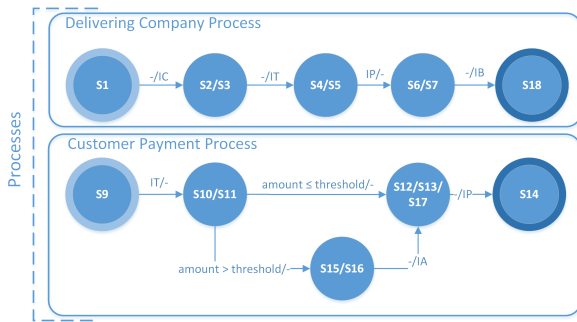 Processes
Delivering Company Process
S1
-/IC
S2/S3
-/IT
S4/S5
IP/-
S6/S7
-/IB
S18
Customer Payment Process
S9
IT/-
S10/S11
amount ≤ threshold/-
S12/S13/
S17
-/IP
S14
amount > threshold/-
S15/S16
-/IA